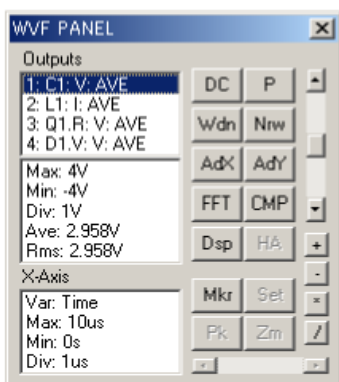 WVF PANEL
Outputs
1: C1: V: AVE
2: L1: I: AVE
3: Q1.R: V: AVE
4: D1.V: V: AVE
Max: 4V
Min: -4V
Div: 1V
Ave: 2.958V
Rms: 2.958V
X-Axis
Var: Time
Max: 10us
Min: 0s
Div: 1us
DC P
Wdn Nrw
AdX AdY
FFT CMP
Dsp HA
Mkr Set
Pk Zm
+
-
*
/